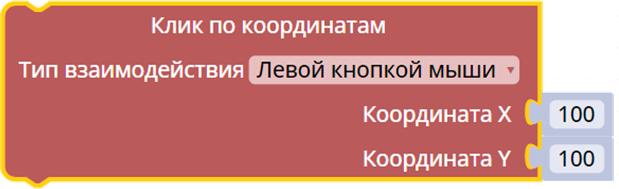 Клик по координатам
Тип взаимодействия Левой кнопкой мыши
Координата X 100
Координата Y 100